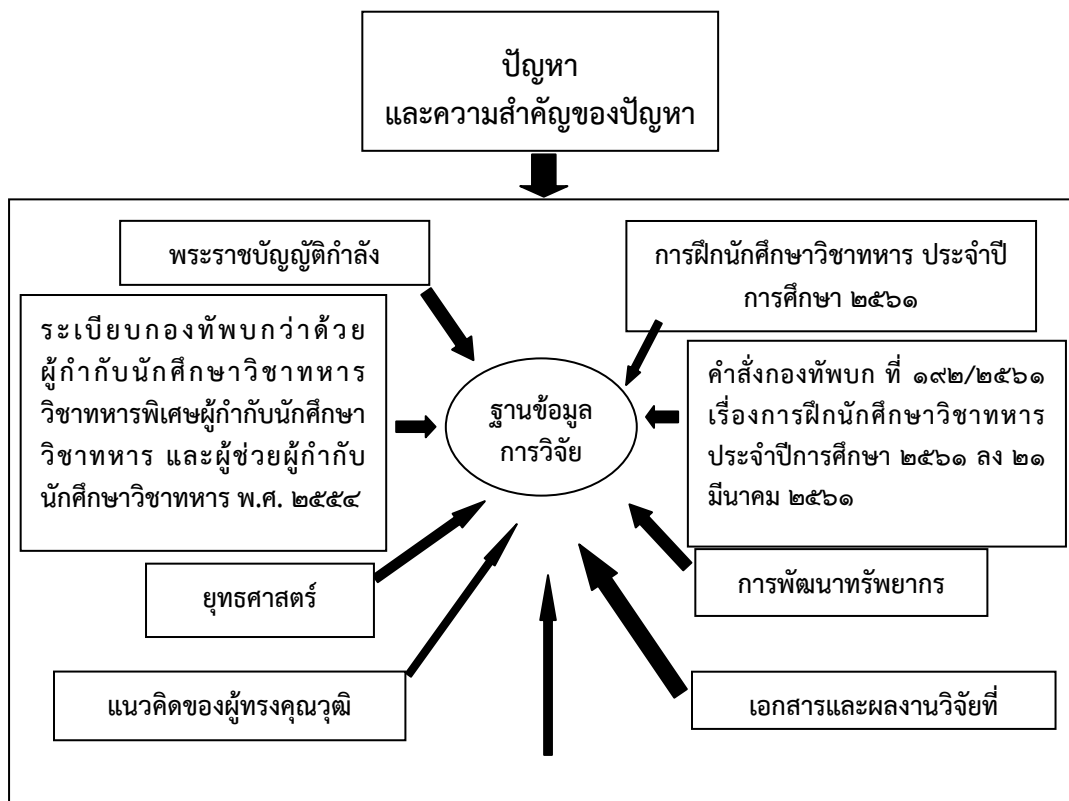 ปัญหา
และความสำคัญของปัญหา
พระราชบัญญัติกำลัง
การฝึกนักศึกษาวิชาทหาร ประจำปี
การศึกษา ๒๕๖๑
ระเบียบกองทัพบกว่าด้วย
ผู้กำกับนักศึกษาวิชาทหาร
วิชาทหารพิเศษผู้กำกับนักศึกษา
วิชาทหาร และผู้ช่วยผู้กำกับ
นักศึกษาวิชาทหาร พ.ศ. ๒๕๕๔
ฐานข้อมูล
การวิจัย
คำสั่งกองทัพบก ที่ ๑๙๒/๒๕๖๑
เรื่องการฝึกนักศึกษาวิชาทหาร
ประจำปีการศึกษา ๒๕๖๑ ลง ๒๑
มีนาคม ๒๕๖๑
ยุทธศาสตร์
การพัฒนาทรัพยากร
แนวคิดของผู้ทรงคุณวุฒิ
เอกสารและผลงานวิจัยที่